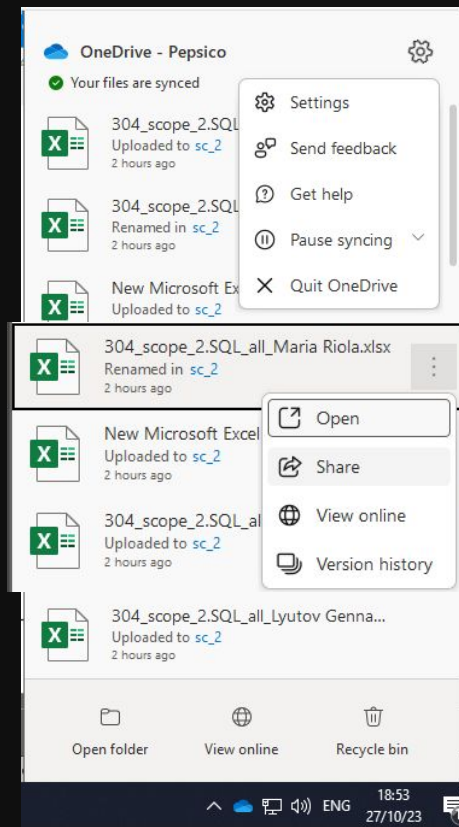 OneDrive - Pepsico
Your files are synced
304_scope_2.SQL
Uploaded to sc_2
2 hours ago
304_scope_2.SQL
Renamed in sc_2
2 hours ago
New Microsoft Ex
Uploaded to sc_2
Settings
Send feedback
Get help
Pause syncing
Quit OneDrive
304_scope_2.SQL_all_Maria Riola.xlsx
Renamed in sc_2
2 hours ago
New Microsoft Excel
Uploaded to sc_2
2 hours ago
304_scope_2.SQL_al
Uploaded to sc_2
2 hours ago
Open
Share
View online
Version history
304_scope_2.SQL_all_Lyutov Genna...
Uploaded to sc_2
2 hours ago
Open folder
View online
Recycle bin
ENG
18:53
27/10/23